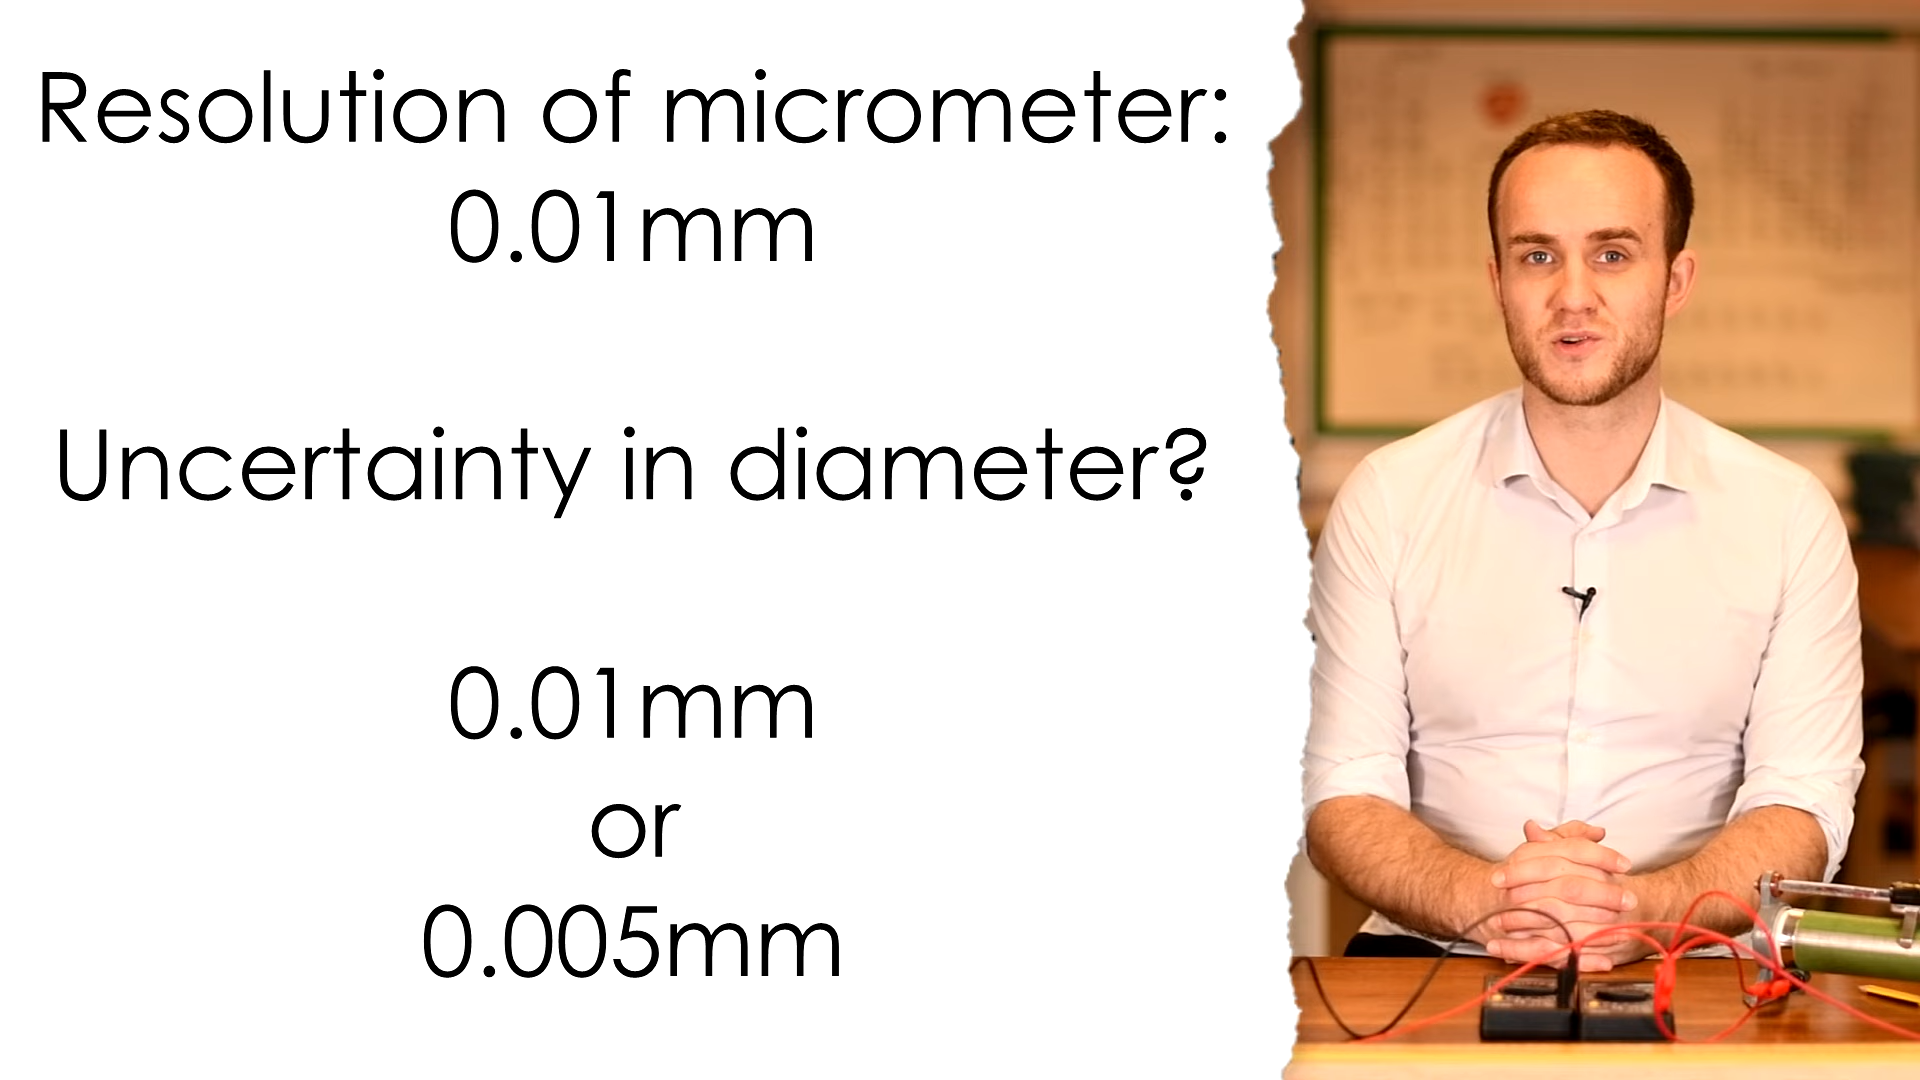 Resolution of micrometer:
0.01mm
Uncertainty in diameter?
0.01mm
or
0.005mm